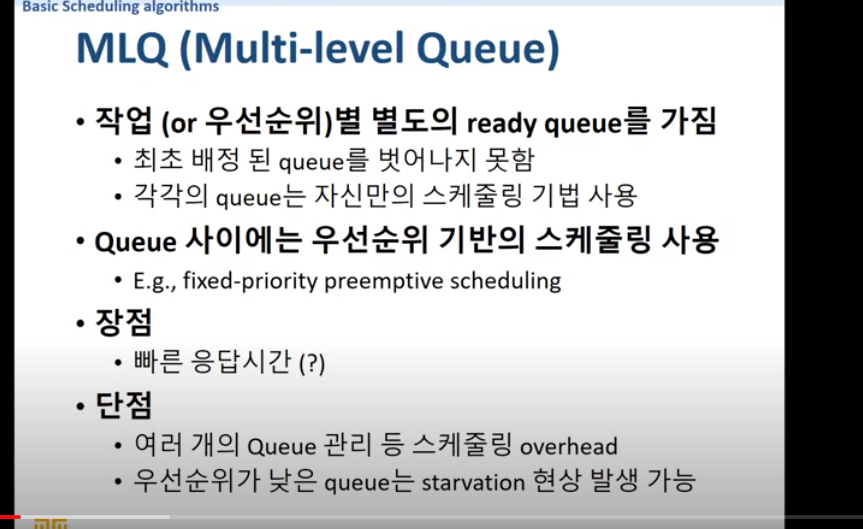 Basic Scheduling algorithms
MLQ (Multi-level Queue)
• 작업 (or 우선순위)별 별도의 ready queue를 가짐
• 최초 배정 된 queue를 벗어나지 못함
• 각각의 queue는 자신만의 스케줄링 기법 사용
• Queue 사이에는 우선순위 기반의 스케줄링 사용
• E.g., fixed-priority preemptive scheduling
• 장점
• 빠른 응답시간 (?)
• 단점
• 여러 개의 Queue 관리 등 스케줄링 overhead
• 우선순위가 낮은 queue는 starvation 현상 발생 가능